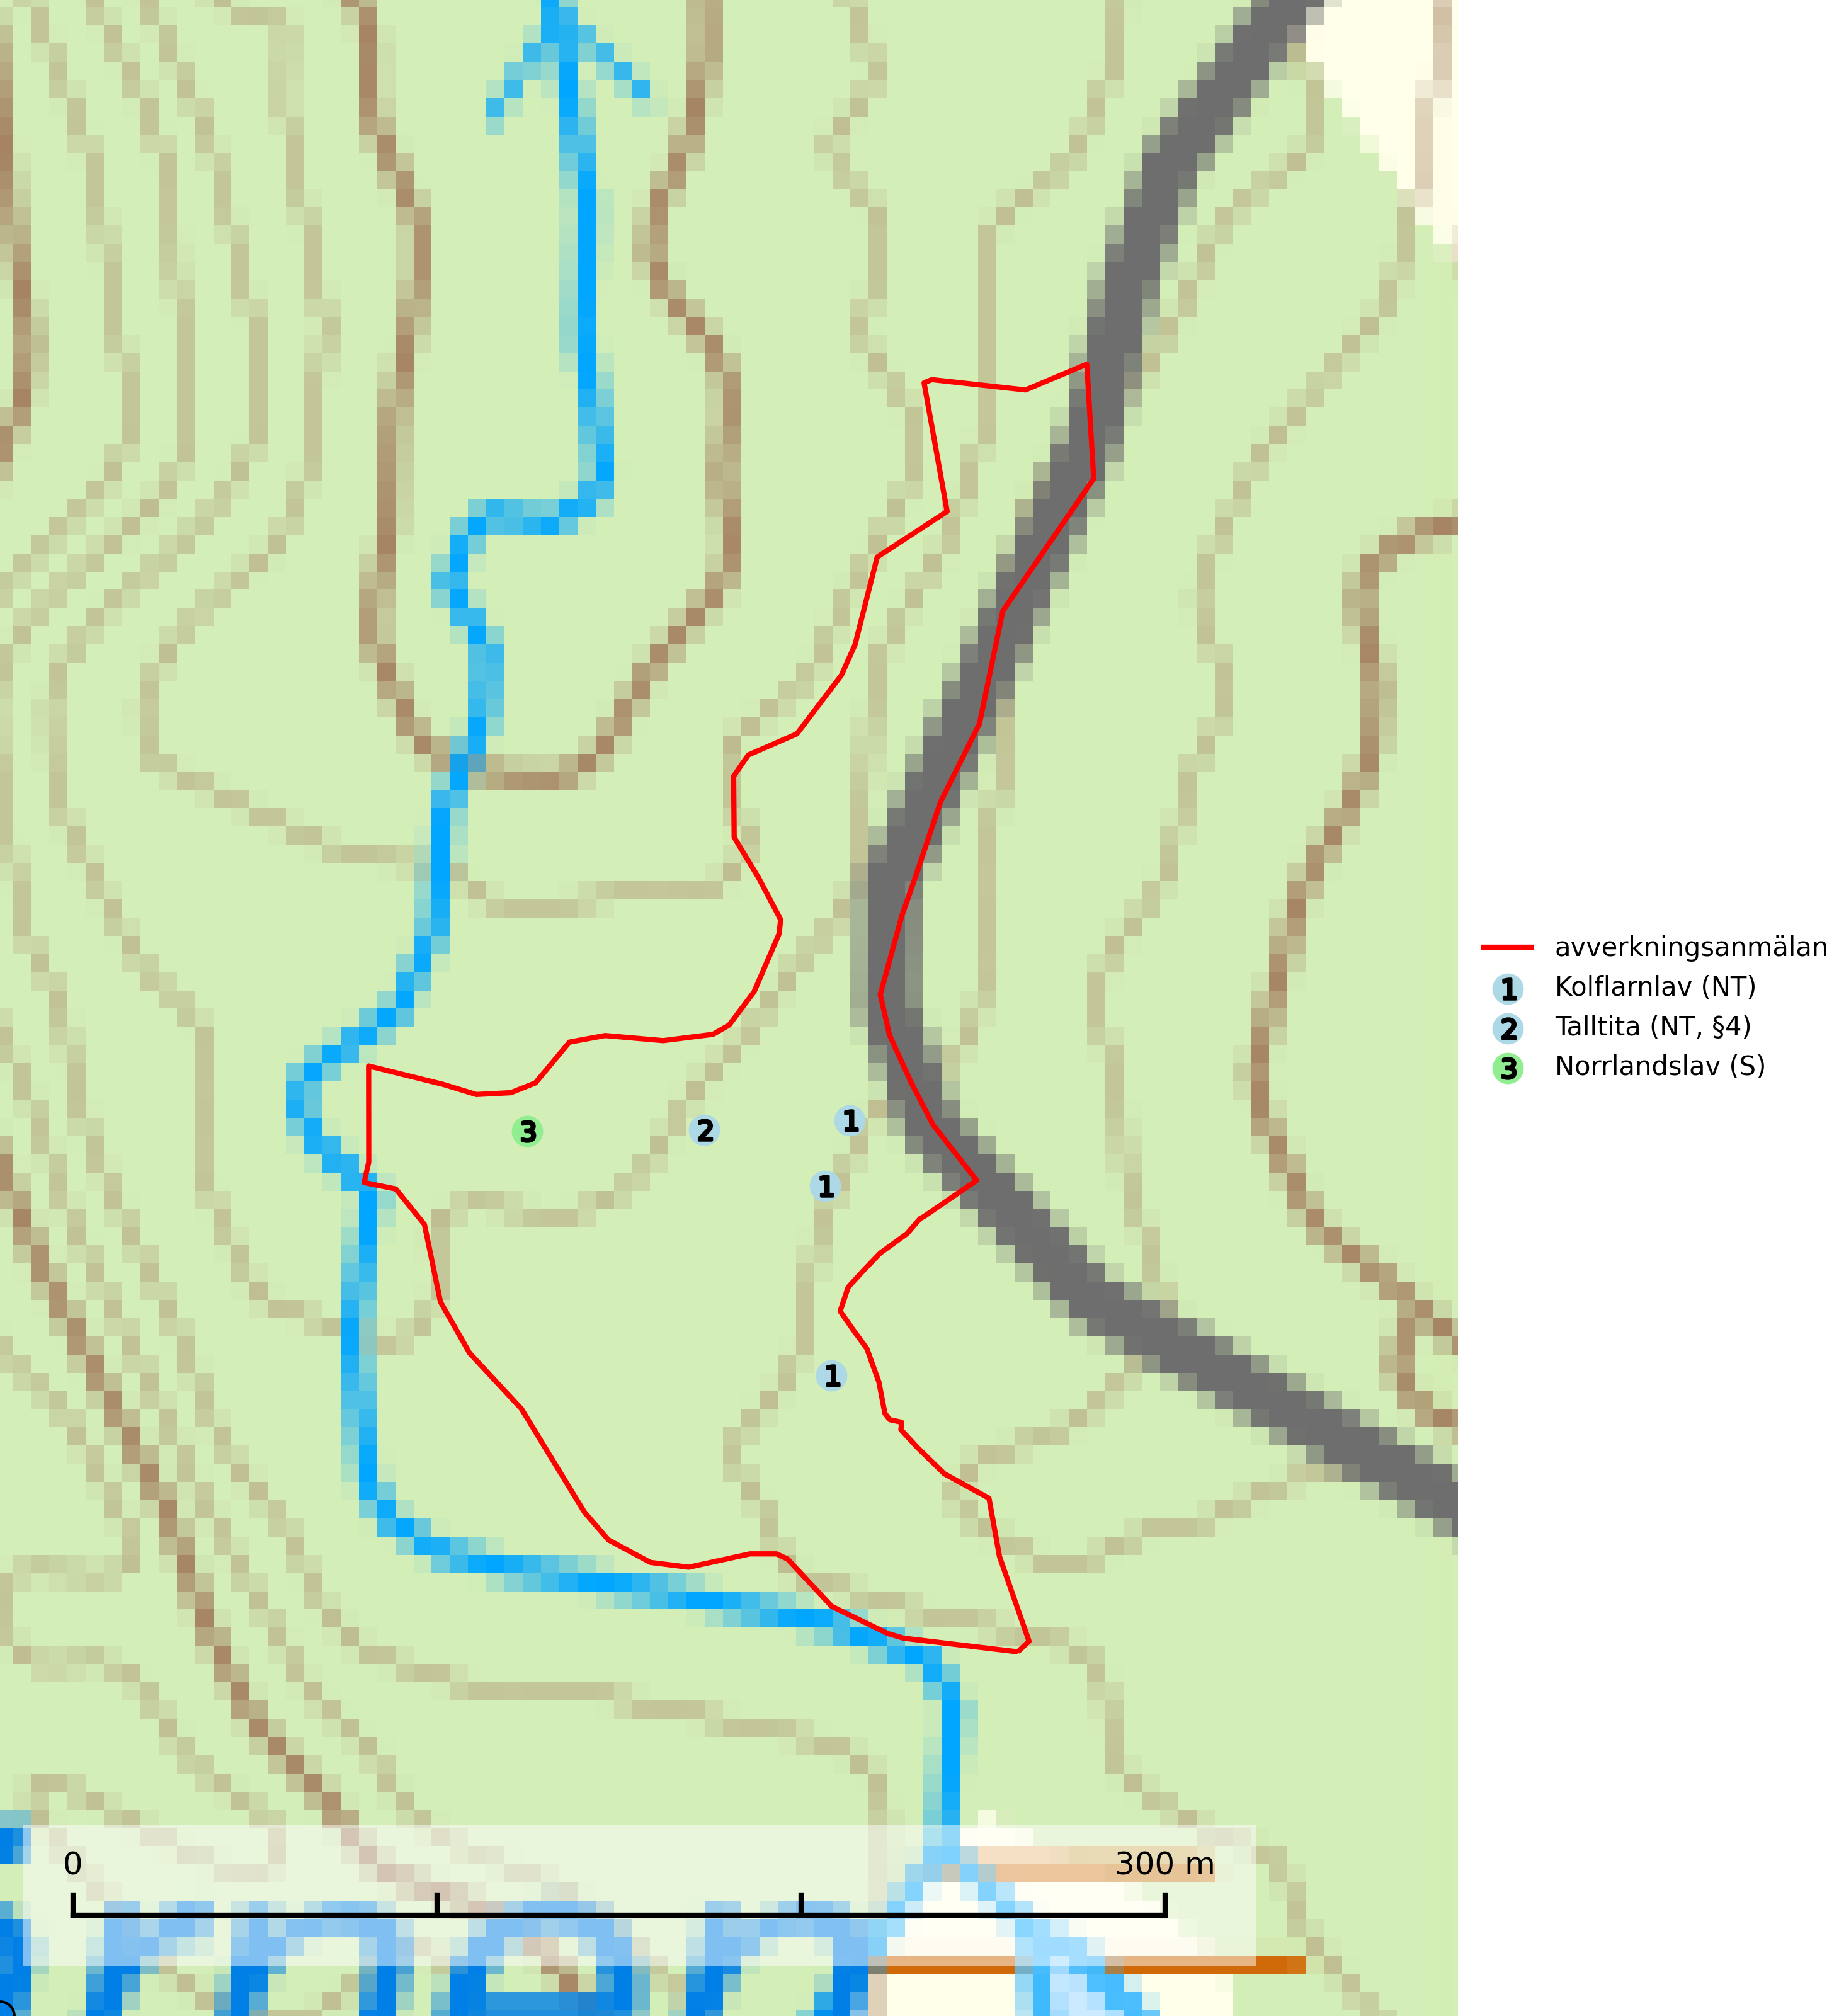 avverkningsanmälan
1 Kolflarnlav (NT)
2 Talltita (NT, §4)
3 Norrlandslav (S)
3
2
1
1
1
0
300 m